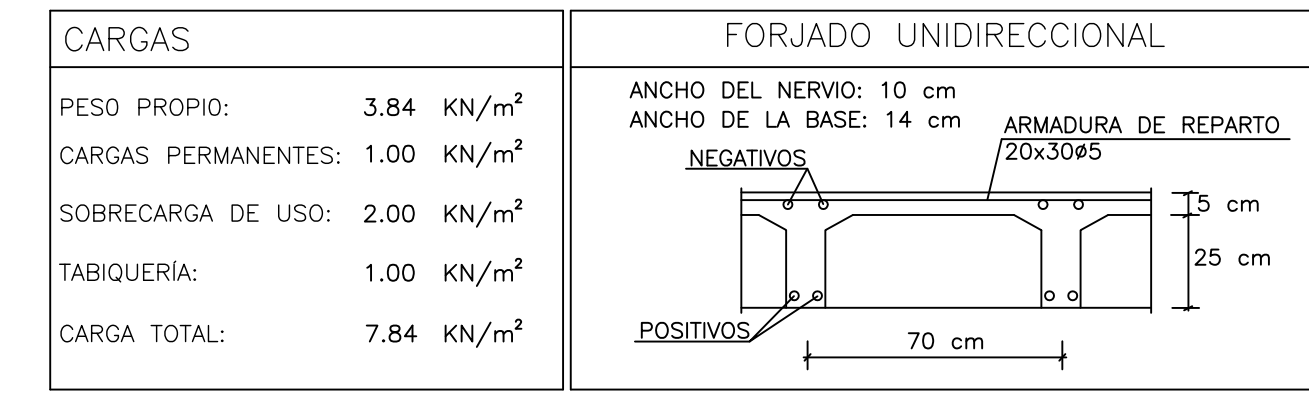 CARGAS
PESO PROPIO: 3.84 KN/m²
CARGAS PERMANENTES: 1.00 KN/m²
SOBRECARGA DE USO: 2.00 KN/m²
TABIQUERÍA: 1.00 KN/m²
CARGA TOTAL: 7.84 KN/m²
FORJADO UNIDIRECCIONAL
ANCHO DEL NERVIO: 10 cm
ANCHO DE LA BASE: 14 cm
ARMADURA DE REPARTO
20x30ø5
NEGATIVOS
5 cm
25 cm
POSITIVOS
70 cm